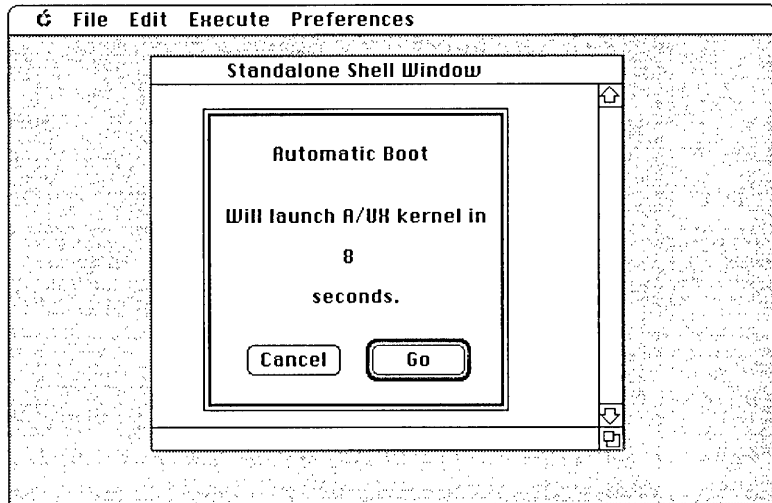 File Edit Execute Preferences
Standalone Shell Window
Automatic Boot
Will launch A/UX kernel in
8
seconds.
Cancel Go